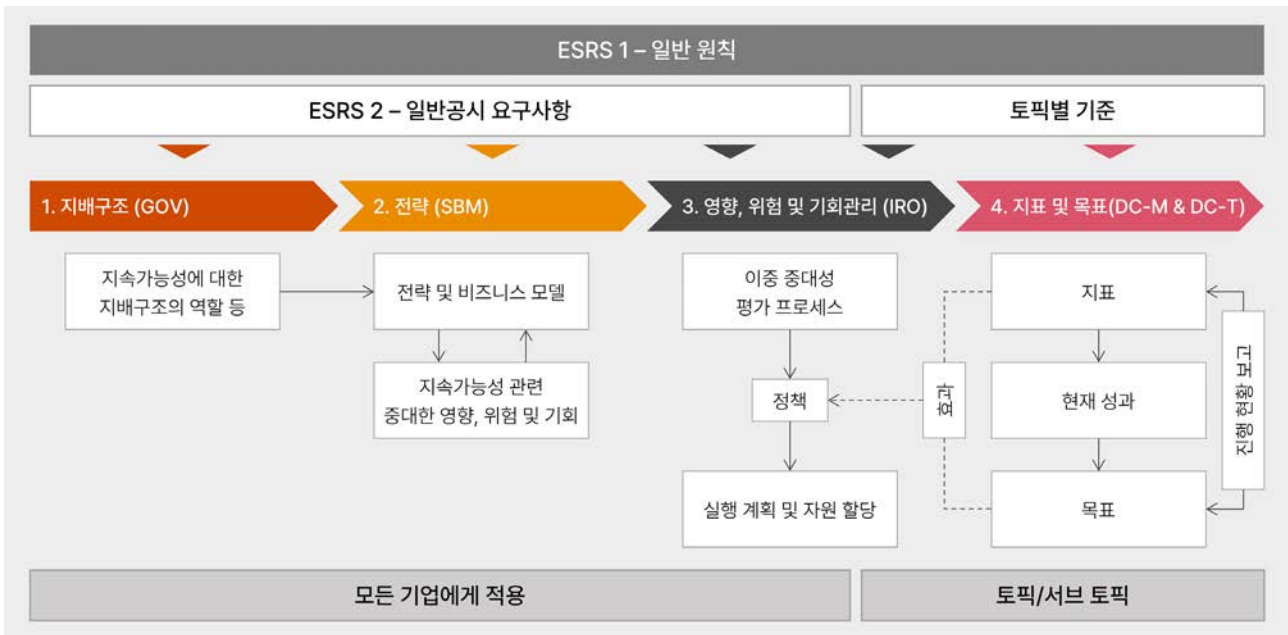 ESRS 1 – 일반 원칙
ESRS 2 – 일반공시 요구사항
토픽별 기준
1. 지배구조 (GOV)
2. 전략 (SBM)
3. 영향, 위험 및 기회관리 (IRO)
4. 지표 및 목표(DC-M & DC-T)
지속가능성에 대한
지배구조의 역할 등
전략 및 비즈니스 모델
지속가능성 관련
중대한 영향, 위험 및 기회
이중 중대성
평가 프로세스
정책
실행 계획 및 자원 할당
효과
지표
현재 성과
목표
진행 현황 보고
모든 기업에게 적용
토픽/서브 토픽